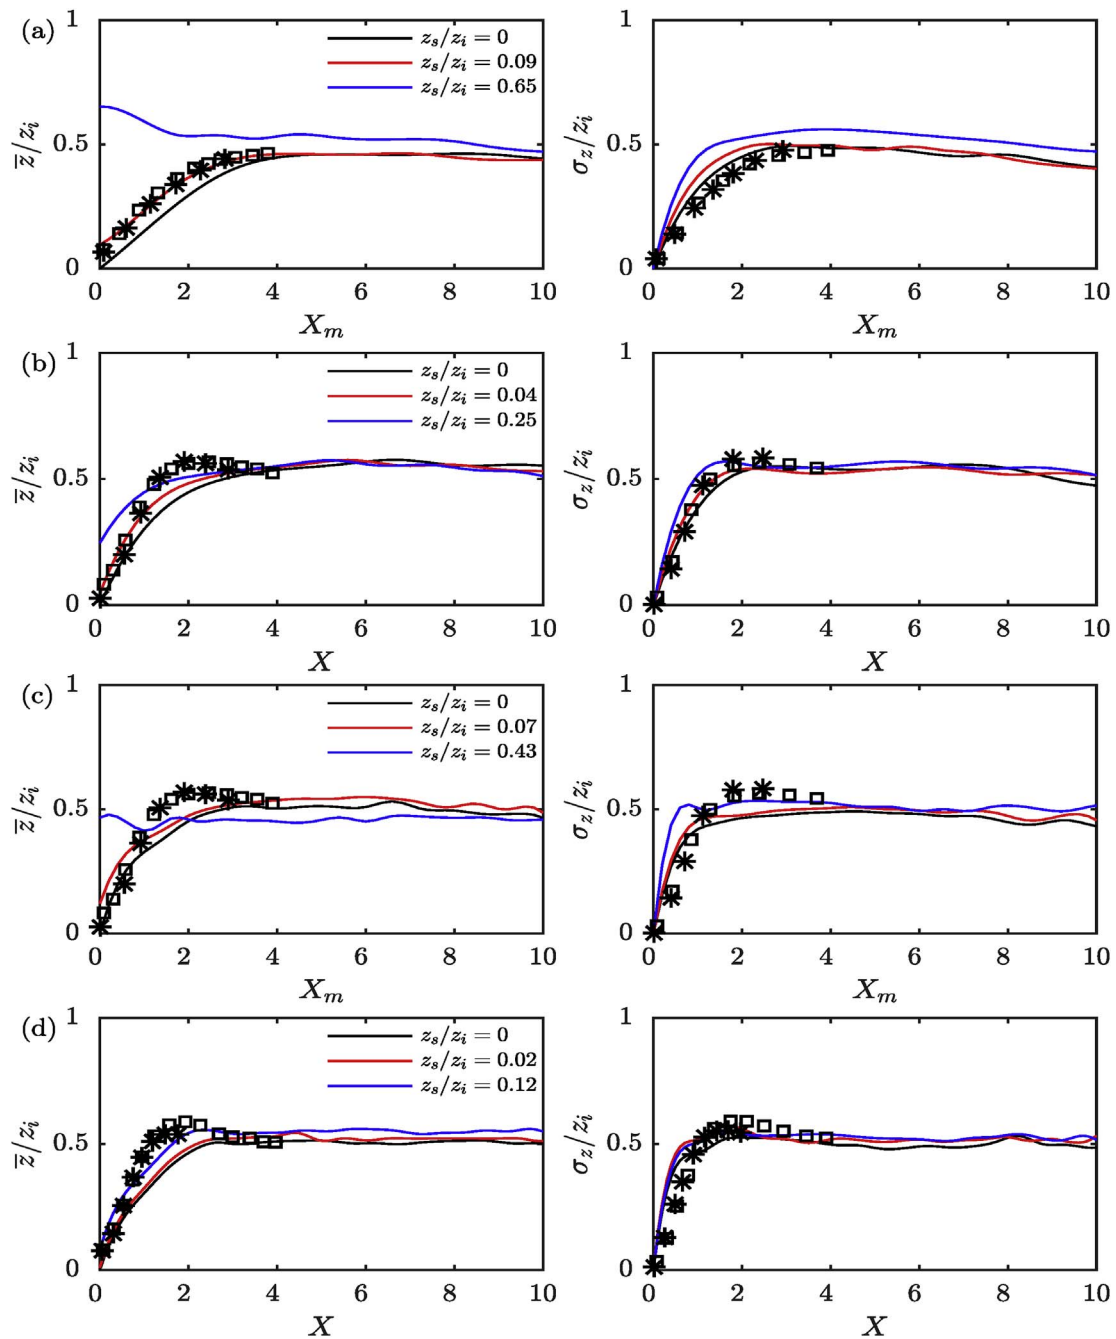 (a)
1
0.5
0
z̄/z_i
z_s/z_i = 0
z_s/z_i = 0.09
z_s/z_i = 0.65
0 2 4 6 8 10
X_m
1
0.5
0
σ_z/z_i
0 2 4 6 8 10
X_m
(b)
1
0.5
0
z̄/z_i
z_s/z_i = 0
z_s/z_i = 0.04
z_s/z_i = 0.25
0 2 4 6 8 10
X
1
0.5
0
σ_z/z_i
0 2 4 6 8 10
X
(c)
1
0.5
0
z̄/z_i
z_s/z_i = 0
z_s/z_i = 0.07
z_s/z_i = 0.43
0 2 4 6 8 10
X_m
1
0.5
0
σ_z/z_i
0 2 4 6 8 10
X_m
(d)
1
0.5
0
z̄/z_i
z_s/z_i = 0
z_s/z_i = 0.02
z_s/z_i = 0.12
0 2 4 6 8 10
X
1
0.5
0
σ_z/z_i
0 2 4 6 8 10
X